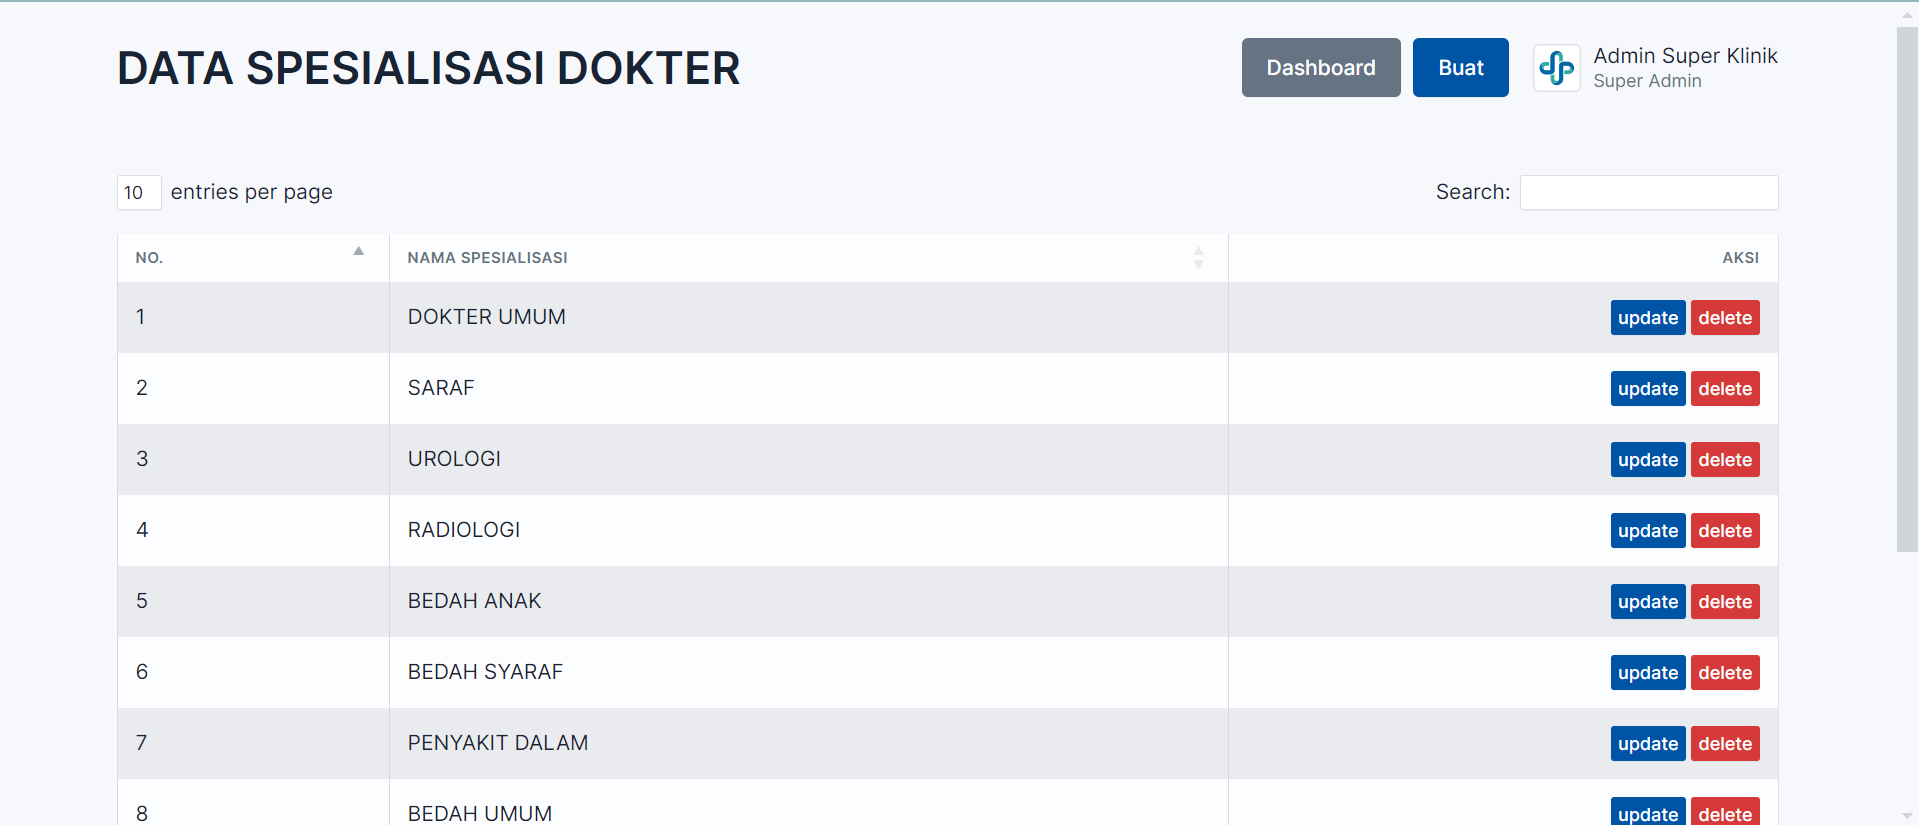 DATA SPESIALISASI DOKTER
Dashboard
Buat
Admin Super Klinik
Super Admin
10 entries per page
Search:
NO. NAMA SPESIALISASI AKSI
1 DOKTER UMUM update delete
2 SARAF update delete
3 UROLOGI update delete
4 RADIOLOGI update delete
5 BEDAH ANAK update delete
6 BEDAH SYARAF update delete
7 PENYAKIT DALAM update delete
8 BEDAH UMUM update delete